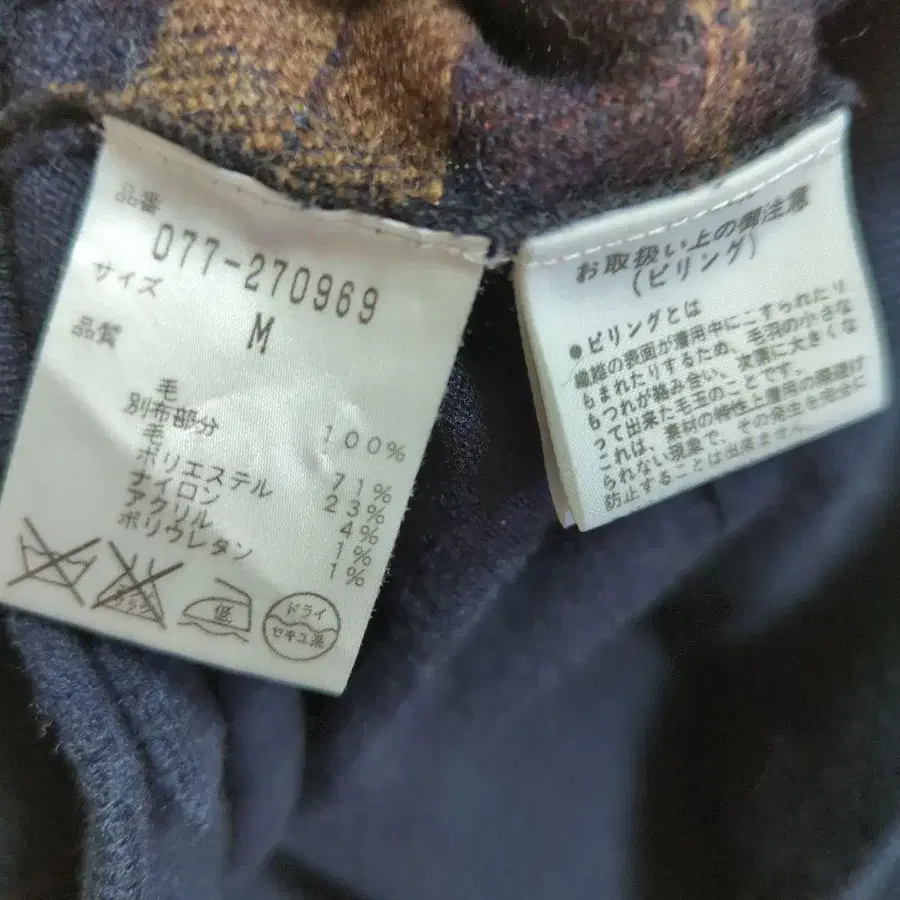 品番
077-270969
サイズ
M
品質
毛 100%
別布部分
毛 71%
ポリエステル 23%
ナイロン 4%
アクリル 1%
ポリウレタン 1%
低
ドライ
セキユ系
お取扱い上の御注意
(ピリング)
●ピリングとは
繊維の表面が着用中にこすられたり
もまれたりするため、毛羽の小さな
もつれが絡み合い、次第に大きくな
って出来た毛玉のことです。
これは、素材の特性上着用の際避け
られない現象で、その発生を完全に
防止することは出来ません。